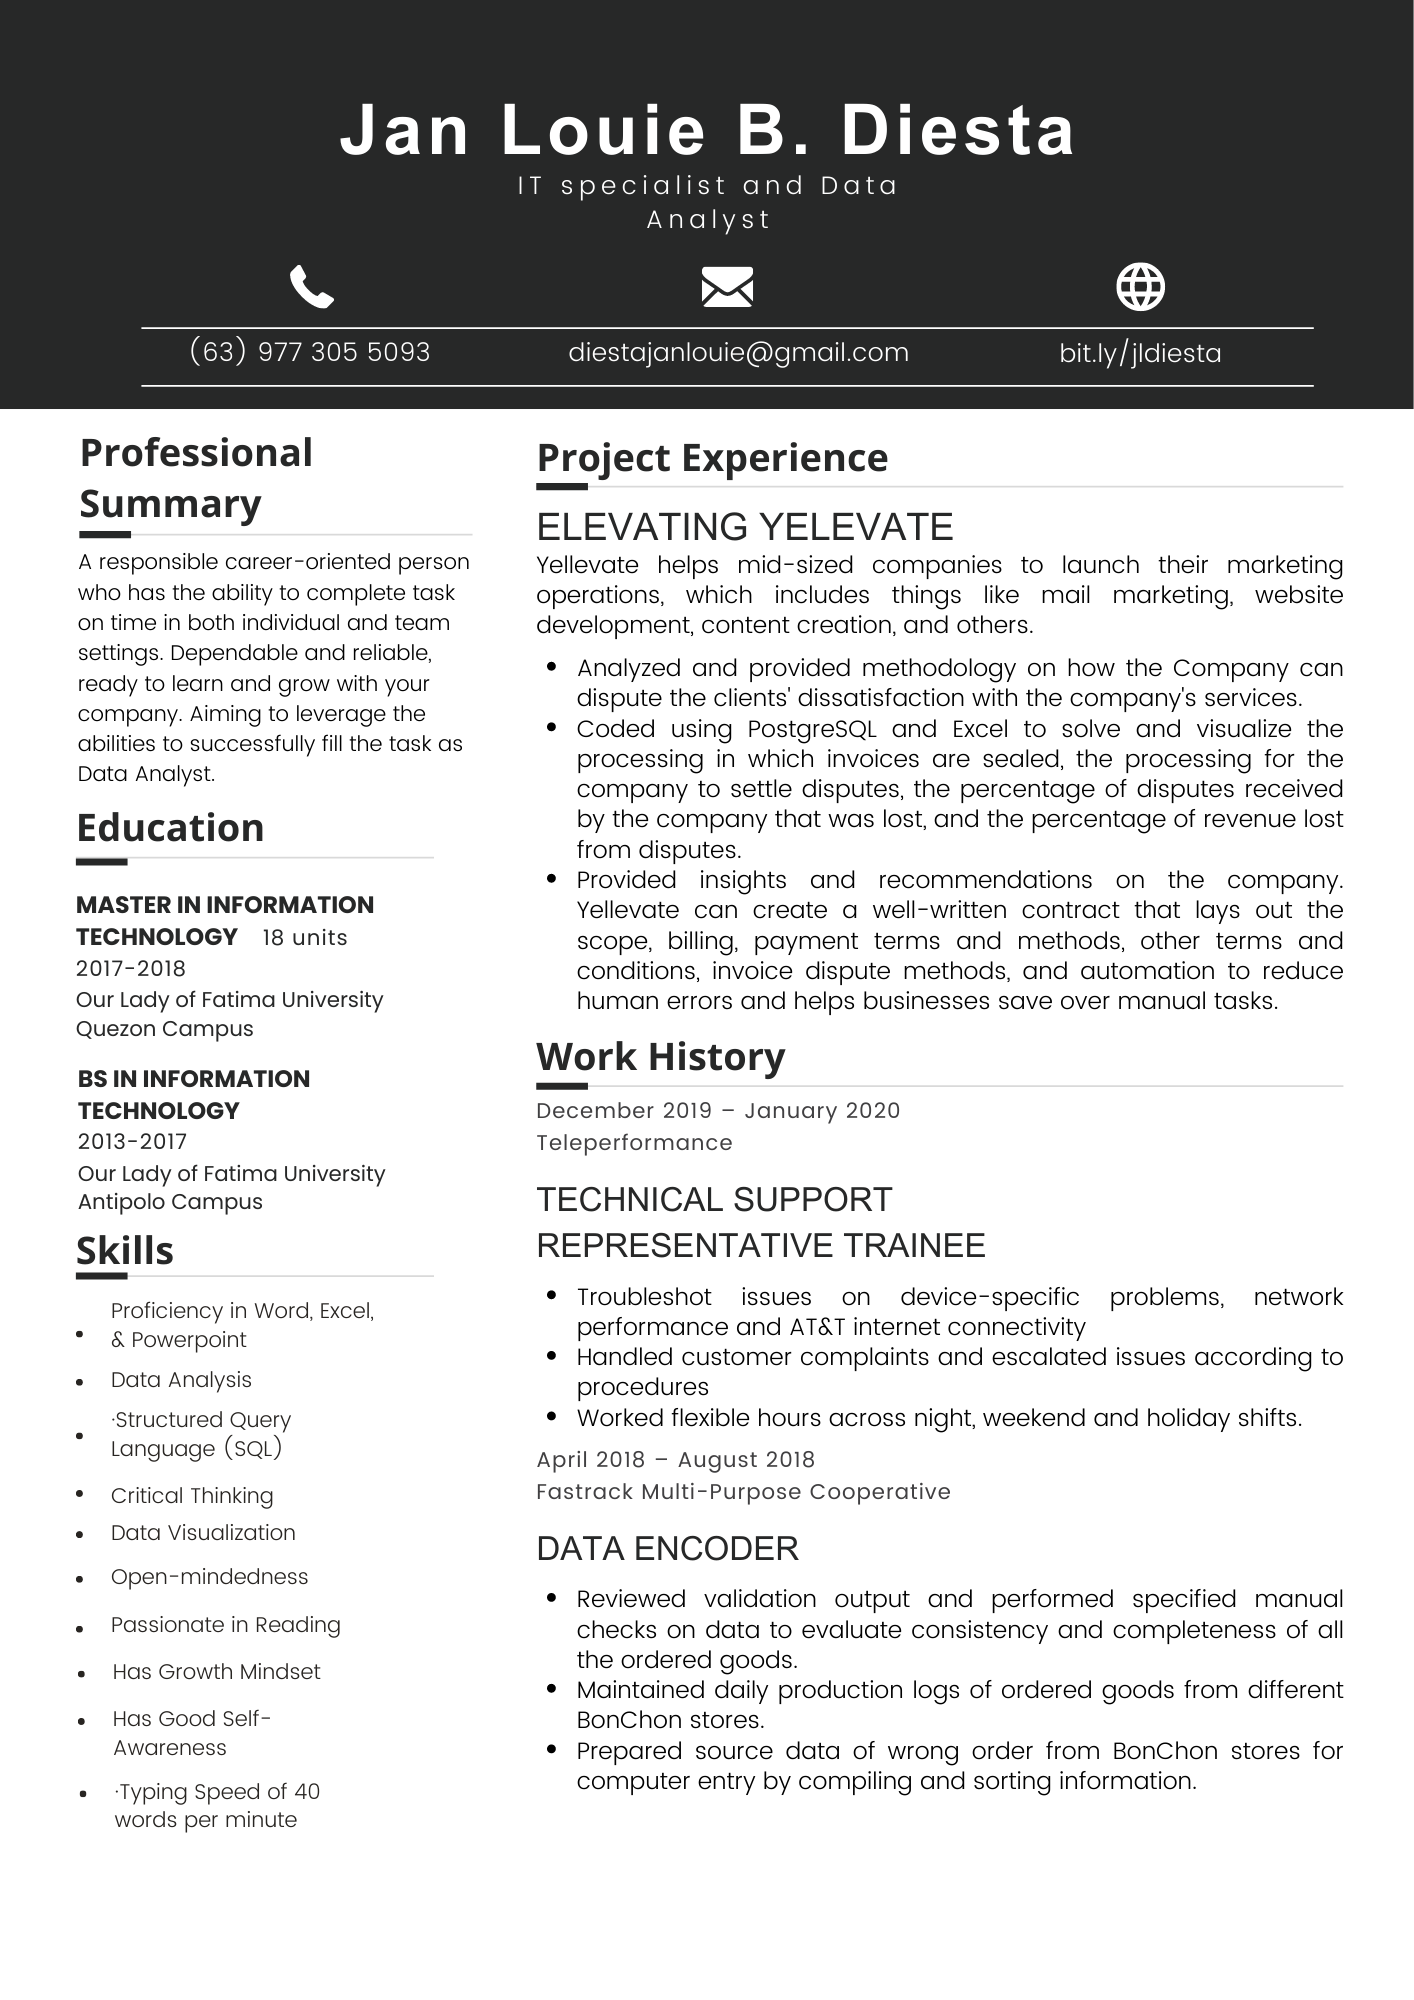 Jan Louie B. Diesta
IT specialist and Data
Analyst
(63) 977 305 5093
diestajanlouie@gmail.com
bit.ly/jldiesta
Professional
Summary
A responsible career-oriented person
who has the ability to complete task
on time in both individual and team
settings. Dependable and reliable,
ready to learn and grow with your
company. Aiming to leverage the
abilities to successfully fill the task as
Data Analyst.
Education
MASTER IN INFORMATION
TECHNOLOGY 18 units
2017-2018
Our Lady of Fatima University
Quezon Campus
BS IN INFORMATION
TECHNOLOGY
2013-2017
Our Lady of Fatima University
Antipolo Campus
Skills
• Proficiency in Word, Excel,
& Powerpoint
• Data Analysis
• ·Structured Query
Language (SQL)
• Critical Thinking
• Data Visualization
• Open-mindedness
• Passionate in Reading
• Has Growth Mindset
• Has Good Self-
Awareness
• ·Typing Speed of 40
words per minute
Project Experience
ELEVATING YELEVATE
Yellevate helps mid-sized companies to launch their marketing
operations, which includes things like mail marketing, website
development, content creation, and others.
• Analyzed and provided methodology on how the Company can
dispute the clients' dissatisfaction with the company's services.
• Coded using PostgreSQL and Excel to solve and visualize the
processing in which invoices are sealed, the processing for the
company to settle disputes, the percentage of disputes received
by the company that was lost, and the percentage of revenue lost
from disputes.
• Provided insights and recommendations on the company.
Yellevate can create a well-written contract that lays out the
scope, billing, payment terms and methods, other terms and
conditions, invoice dispute methods, and automation to reduce
human errors and helps businesses save over manual tasks.
Work History
December 2019 – January 2020
Teleperformance
TECHNICAL SUPPORT
REPRESENTATIVE TRAINEE
• Troubleshot issues on device-specific problems, network
performance and AT&T internet connectivity
• Handled customer complaints and escalated issues according to
procedures
• Worked flexible hours across night, weekend and holiday shifts.
April 2018 – August 2018
Fastrack Multi-Purpose Cooperative
DATA ENCODER
• Reviewed validation output and performed specified manual
checks on data to evaluate consistency and completeness of all
the ordered goods.
• Maintained daily production logs of ordered goods from different
BonChon stores.
• Prepared source data of wrong order from BonChon stores for
computer entry by compiling and sorting information.